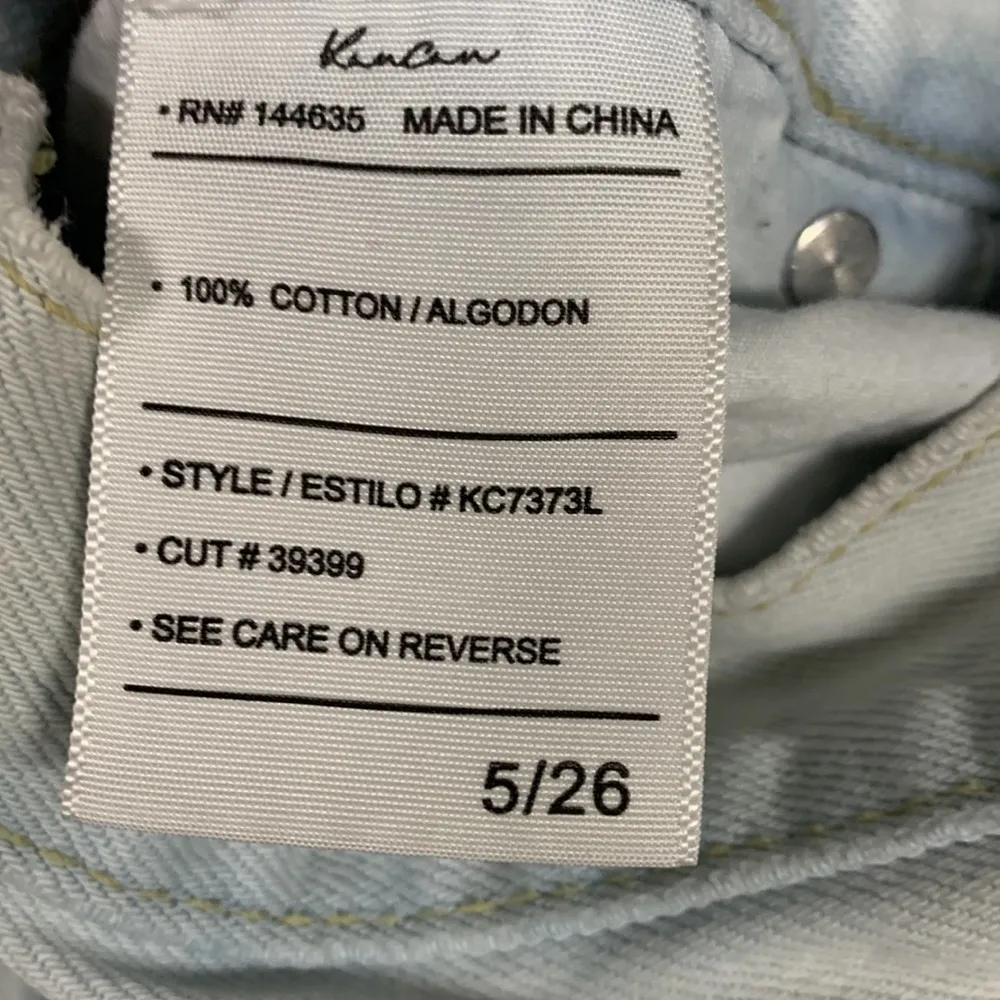 KanCan
• RN# 144635 MADE IN CHINA
• 100% COTTON / ALGODON
• STYLE / ESTILO # KC7373L
• CUT # 39399
• SEE CARE ON REVERSE
5/26